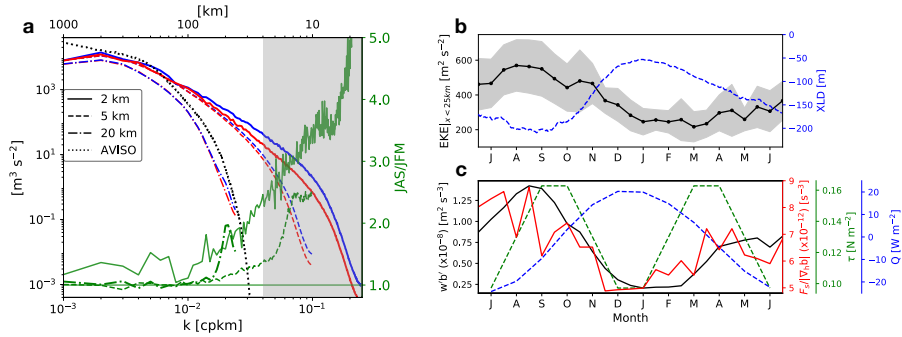 [km]
1000 100 10
a
10³
10¹
10⁻¹
10⁻³
[m³ s⁻²]
2 km
5 km
20 km
AVISO
5.0
4.0
3.0
2.0
1.0
JAS/JFM
10⁻³ 10⁻² 10⁻¹
k [cpkm]
b
600
400
200
EKE|x<25km [m² s⁻²]
J A S O N D J F M A M J
0
−50
−100
−150
−200
XLD [m]
c
1.25
1.00
0.75
0.50
0.25
w'b' (x10⁻⁸) [m² s⁻³]
J A S O N D J F M A M J
Month
9
8
7
6
5
Fs/|∇hb| (x10⁻¹²) [s⁻³]
0.16
0.14
0.12
0.10
τ [N m⁻²]
20
10
0
−10
−20
Q [W m⁻²]